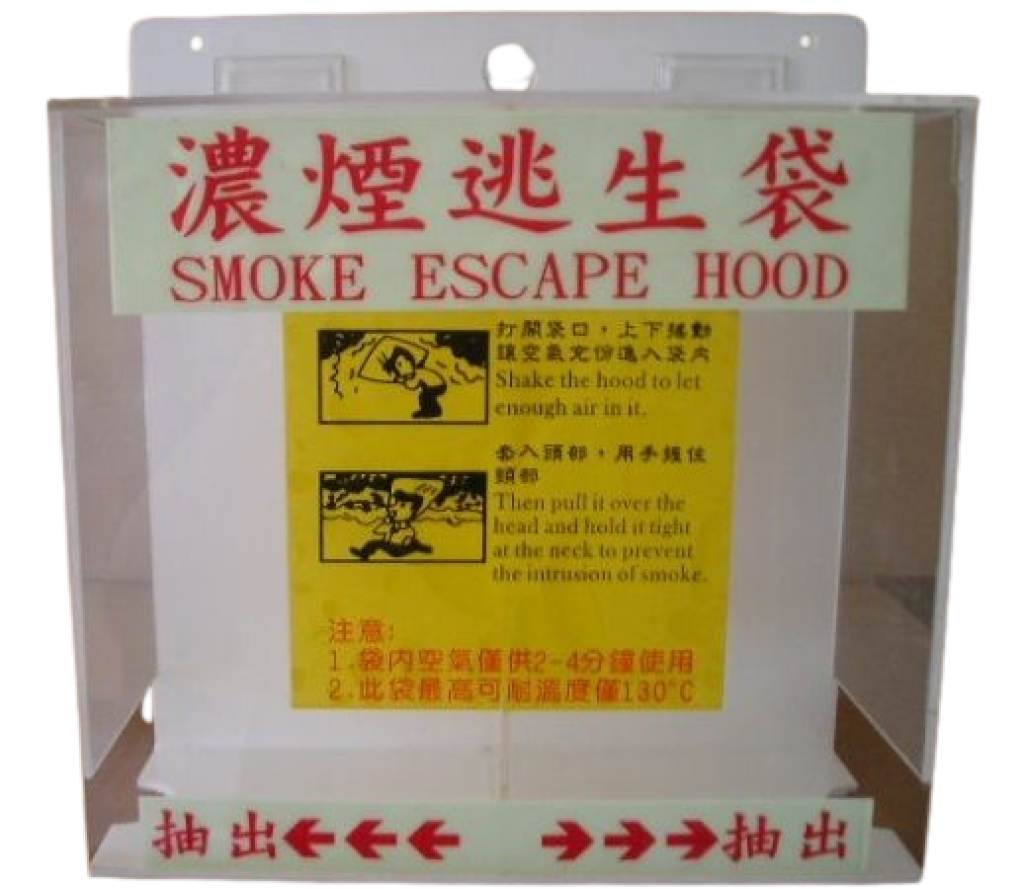 濃煙逃生袋
SMOKE ESCAPE HOOD
打開袋口，上下搖動
讓空氣充份進入袋內
Shake the hood to let
enough air in it.
套入頭部，用手握住
頸部
Then pull it over the
head and hold it tight
at the neck to prevent
the intrusion of smoke.
注意:
1.袋內空氣僅供2-4分鐘使用
2.此袋最高可耐溫度僅130°C
抽出←←← →→→抽出